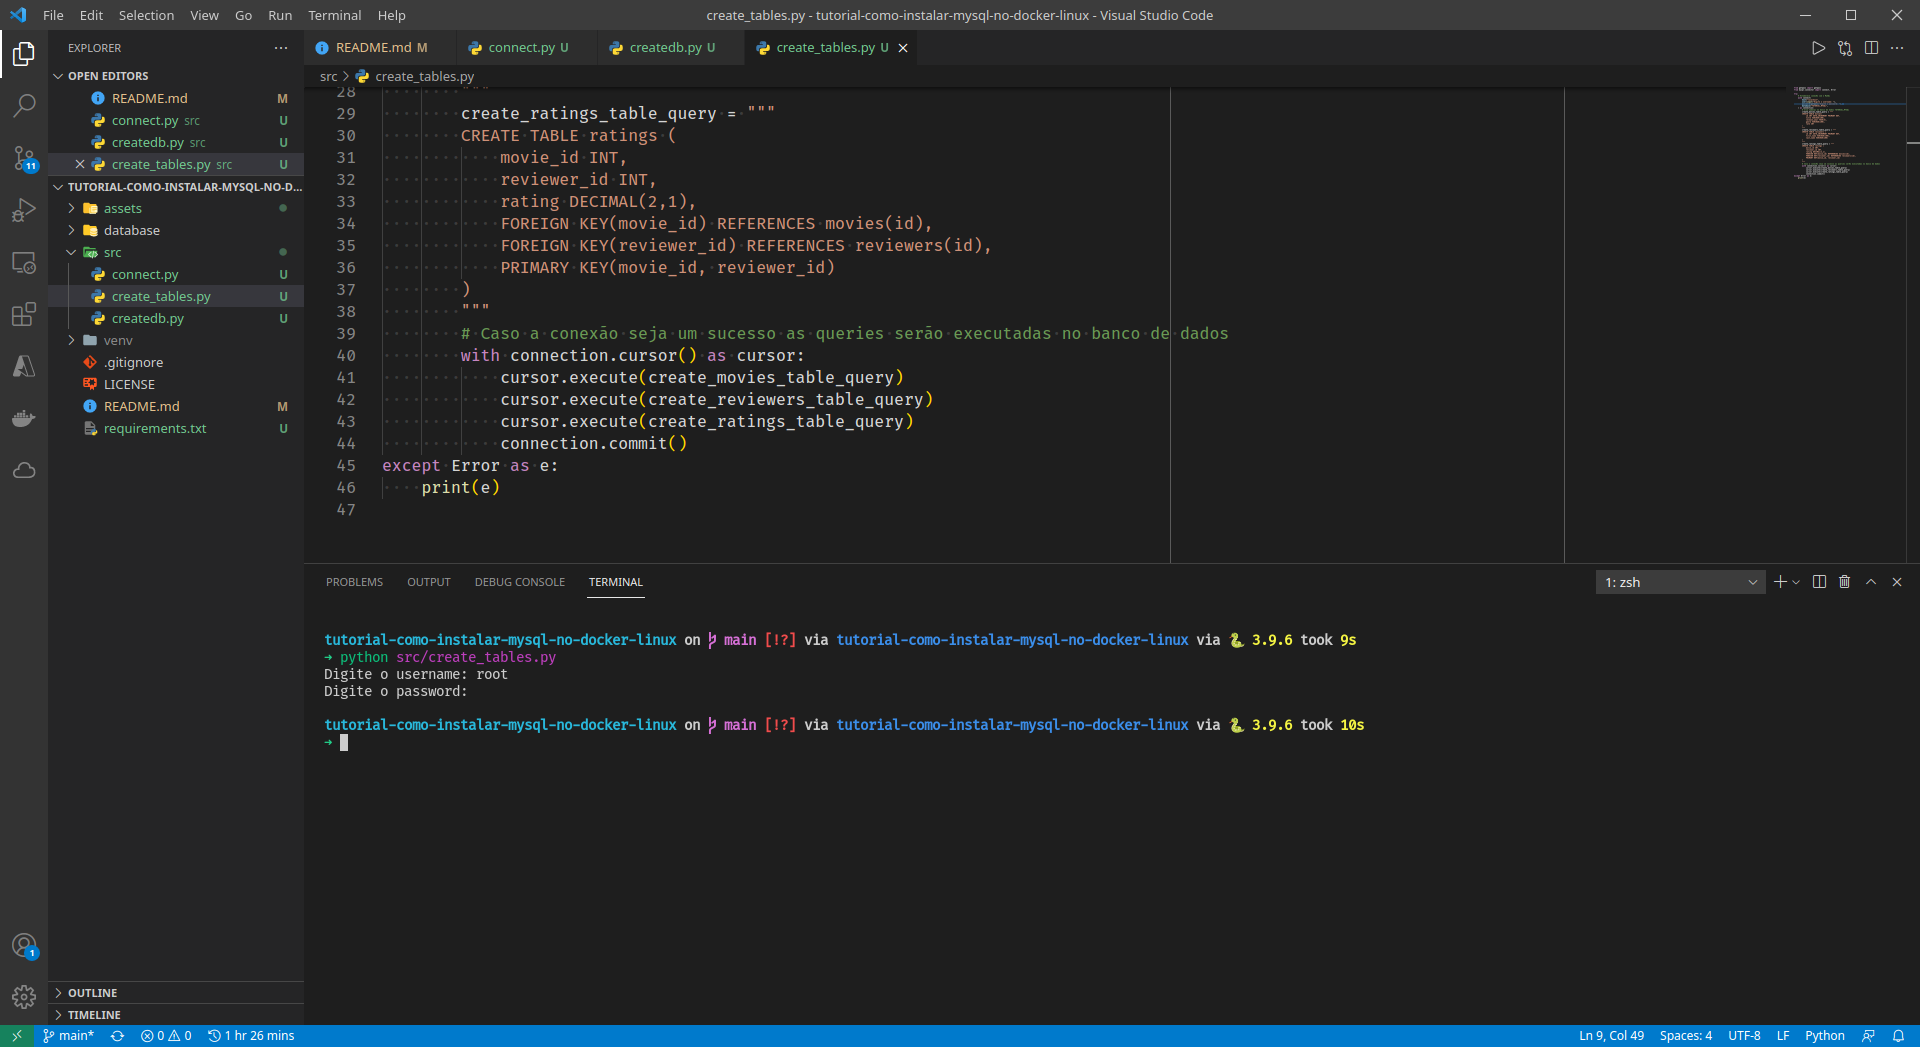 File Edit Selection View Go Run Terminal Help
create_tables.py - tutorial-como-instalar-mysql-no-docker-linux - Visual Studio Code
EXPLORER
OPEN EDITORS
README.md M
connect.py src U
createdb.py src U
create_tables.py src U
TUTORIAL-COMO-INSTALAR-MYSQL-NO-D...
assets
database
src
connect.py U
create_tables.py U
createdb.py U
venv
.gitignore
LICENSE
README.md M
requirements.txt U
OUTLINE
TIMELINE
11
1
README.md M connect.py U createdb.py U create_tables.py U
src > create_tables.py
28 """
29 create_ratings_table_query = """
30 CREATE TABLE ratings (
31 movie_id INT,
32 reviewer_id INT,
33 rating DECIMAL(2,1),
34 FOREIGN KEY(movie_id) REFERENCES movies(id),
35 FOREIGN KEY(reviewer_id) REFERENCES reviewers(id),
36 PRIMARY KEY(movie_id, reviewer_id)
37 )
38 """
39 # Caso a conexão seja um sucesso as queries serão executadas no banco de dados
40 with connection.cursor() as cursor:
41 cursor.execute(create_movies_table_query)
42 cursor.execute(create_reviewers_table_query)
43 cursor.execute(create_ratings_table_query)
44 connection.commit()
45 except Error as e:
46 print(e)
47
PROBLEMS OUTPUT DEBUG CONSOLE TERMINAL
1: zsh
tutorial-como-instalar-mysql-no-docker-linux on main [!?] via tutorial-como-instalar-mysql-no-docker-linux via 🐍 3.9.6 took 9s
→ python src/create_tables.py
Digite o username: root
Digite o password:
tutorial-como-instalar-mysql-no-docker-linux on main [!?] via tutorial-como-instalar-mysql-no-docker-linux via 🐍 3.9.6 took 10s
→
main* 0 0 1 hr 26 mins
Ln 9, Col 49 Spaces: 4 UTF-8 LF Python